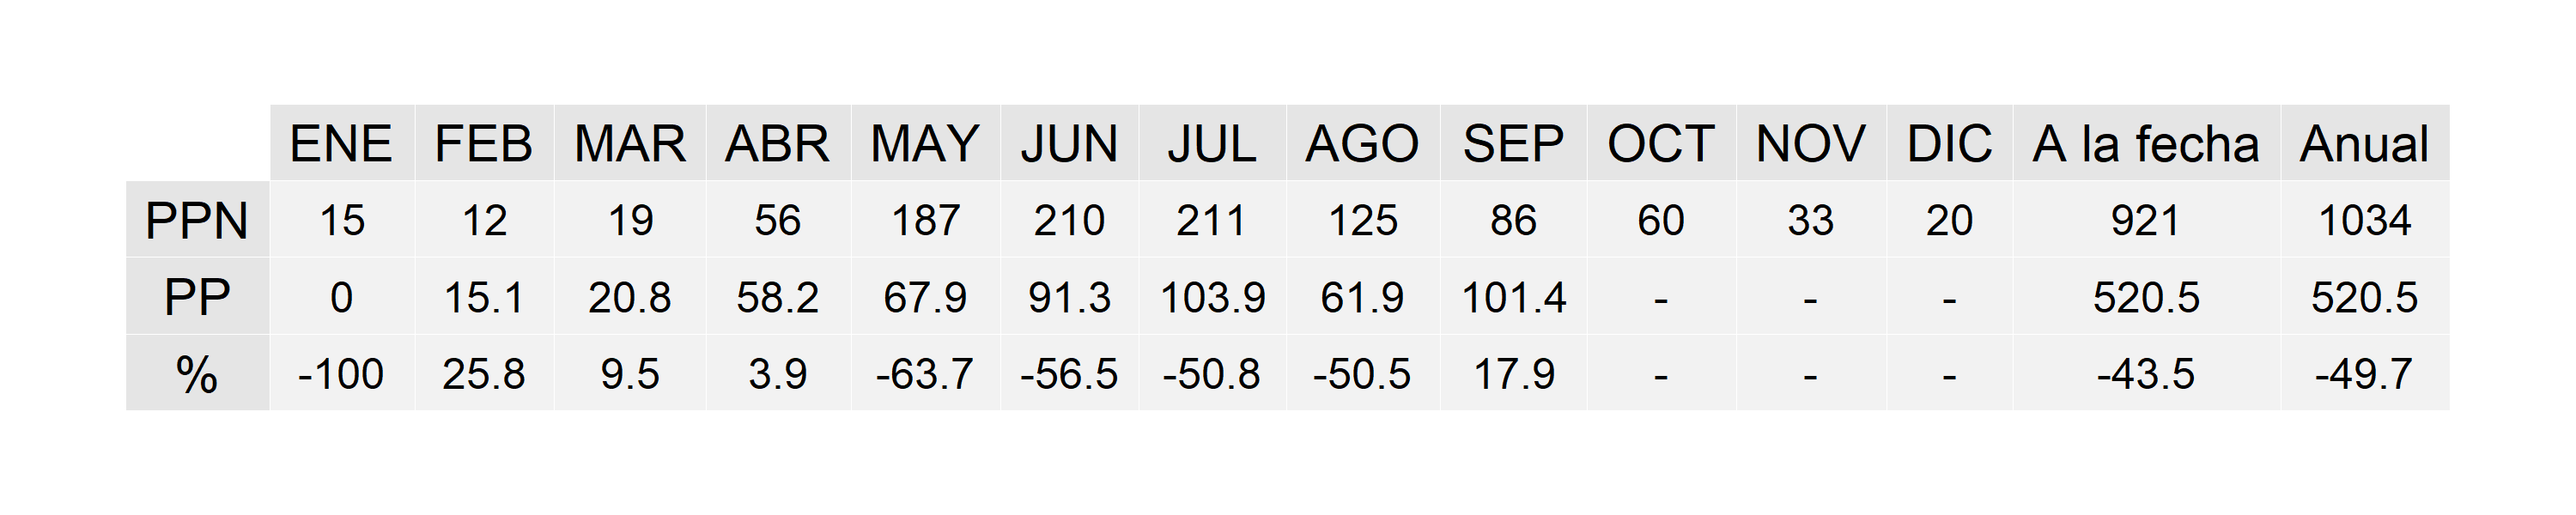 ENE FEB MAR ABR MAY JUN JUL AGO SEP OCT NOV DIC A la fecha Anual
PPN 15 12 19 56 187 210 211 125 86 60 33 20 921 1034
PP 0 15.1 20.8 58.2 67.9 91.3 103.9 61.9 101.4 - - - 520.5 520.5
% -100 25.8 9.5 3.9 -63.7 -56.5 -50.8 -50.5 17.9 - - - -43.5 -49.7